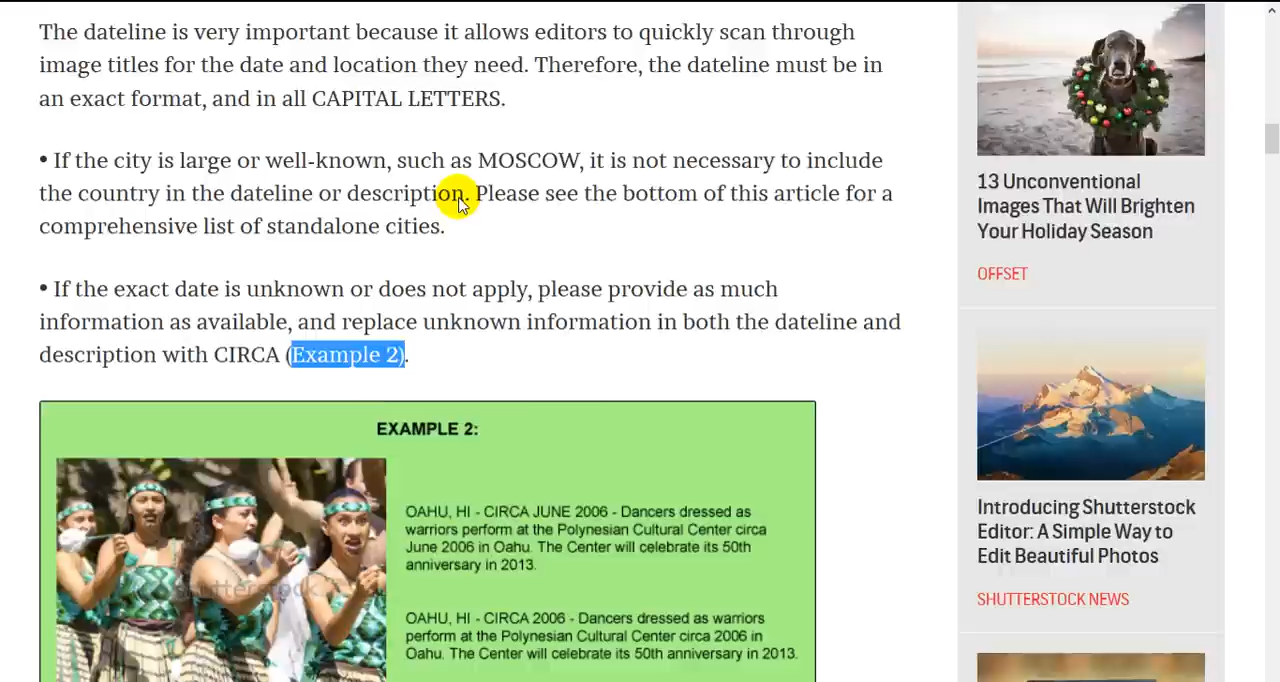 The dateline is very important because it allows editors to quickly scan through
image titles for the date and location they need. Therefore, the dateline must be in
an exact format, and in all CAPITAL LETTERS.
• If the city is large or well-known, such as MOSCOW, it is not necessary to include
the country in the dateline or description. Please see the bottom of this article for a
comprehensive list of standalone cities.
• If the exact date is unknown or does not apply, please provide as much
information as available, and replace unknown information in both the dateline and
description with CIRCA (Example 2).
EXAMPLE 2:
OAHU, HI - CIRCA JUNE 2006 - Dancers dressed as
warriors perform at the Polynesian Cultural Center circa
June 2006 in Oahu. The Center will celebrate its 50th
anniversary in 2013.
OAHU, HI - CIRCA 2006 - Dancers dressed as warriors
perform at the Polynesian Cultural Center circa 2006 in
Oahu. The Center will celebrate its 50th anniversary in 2013.
shutterstock
13 Unconventional
Images That Will Brighten
Your Holiday Season
OFFSET
Introducing Shutterstock
Editor: A Simple Way to
Edit Beautiful Photos
SHUTTERSTOCK NEWS